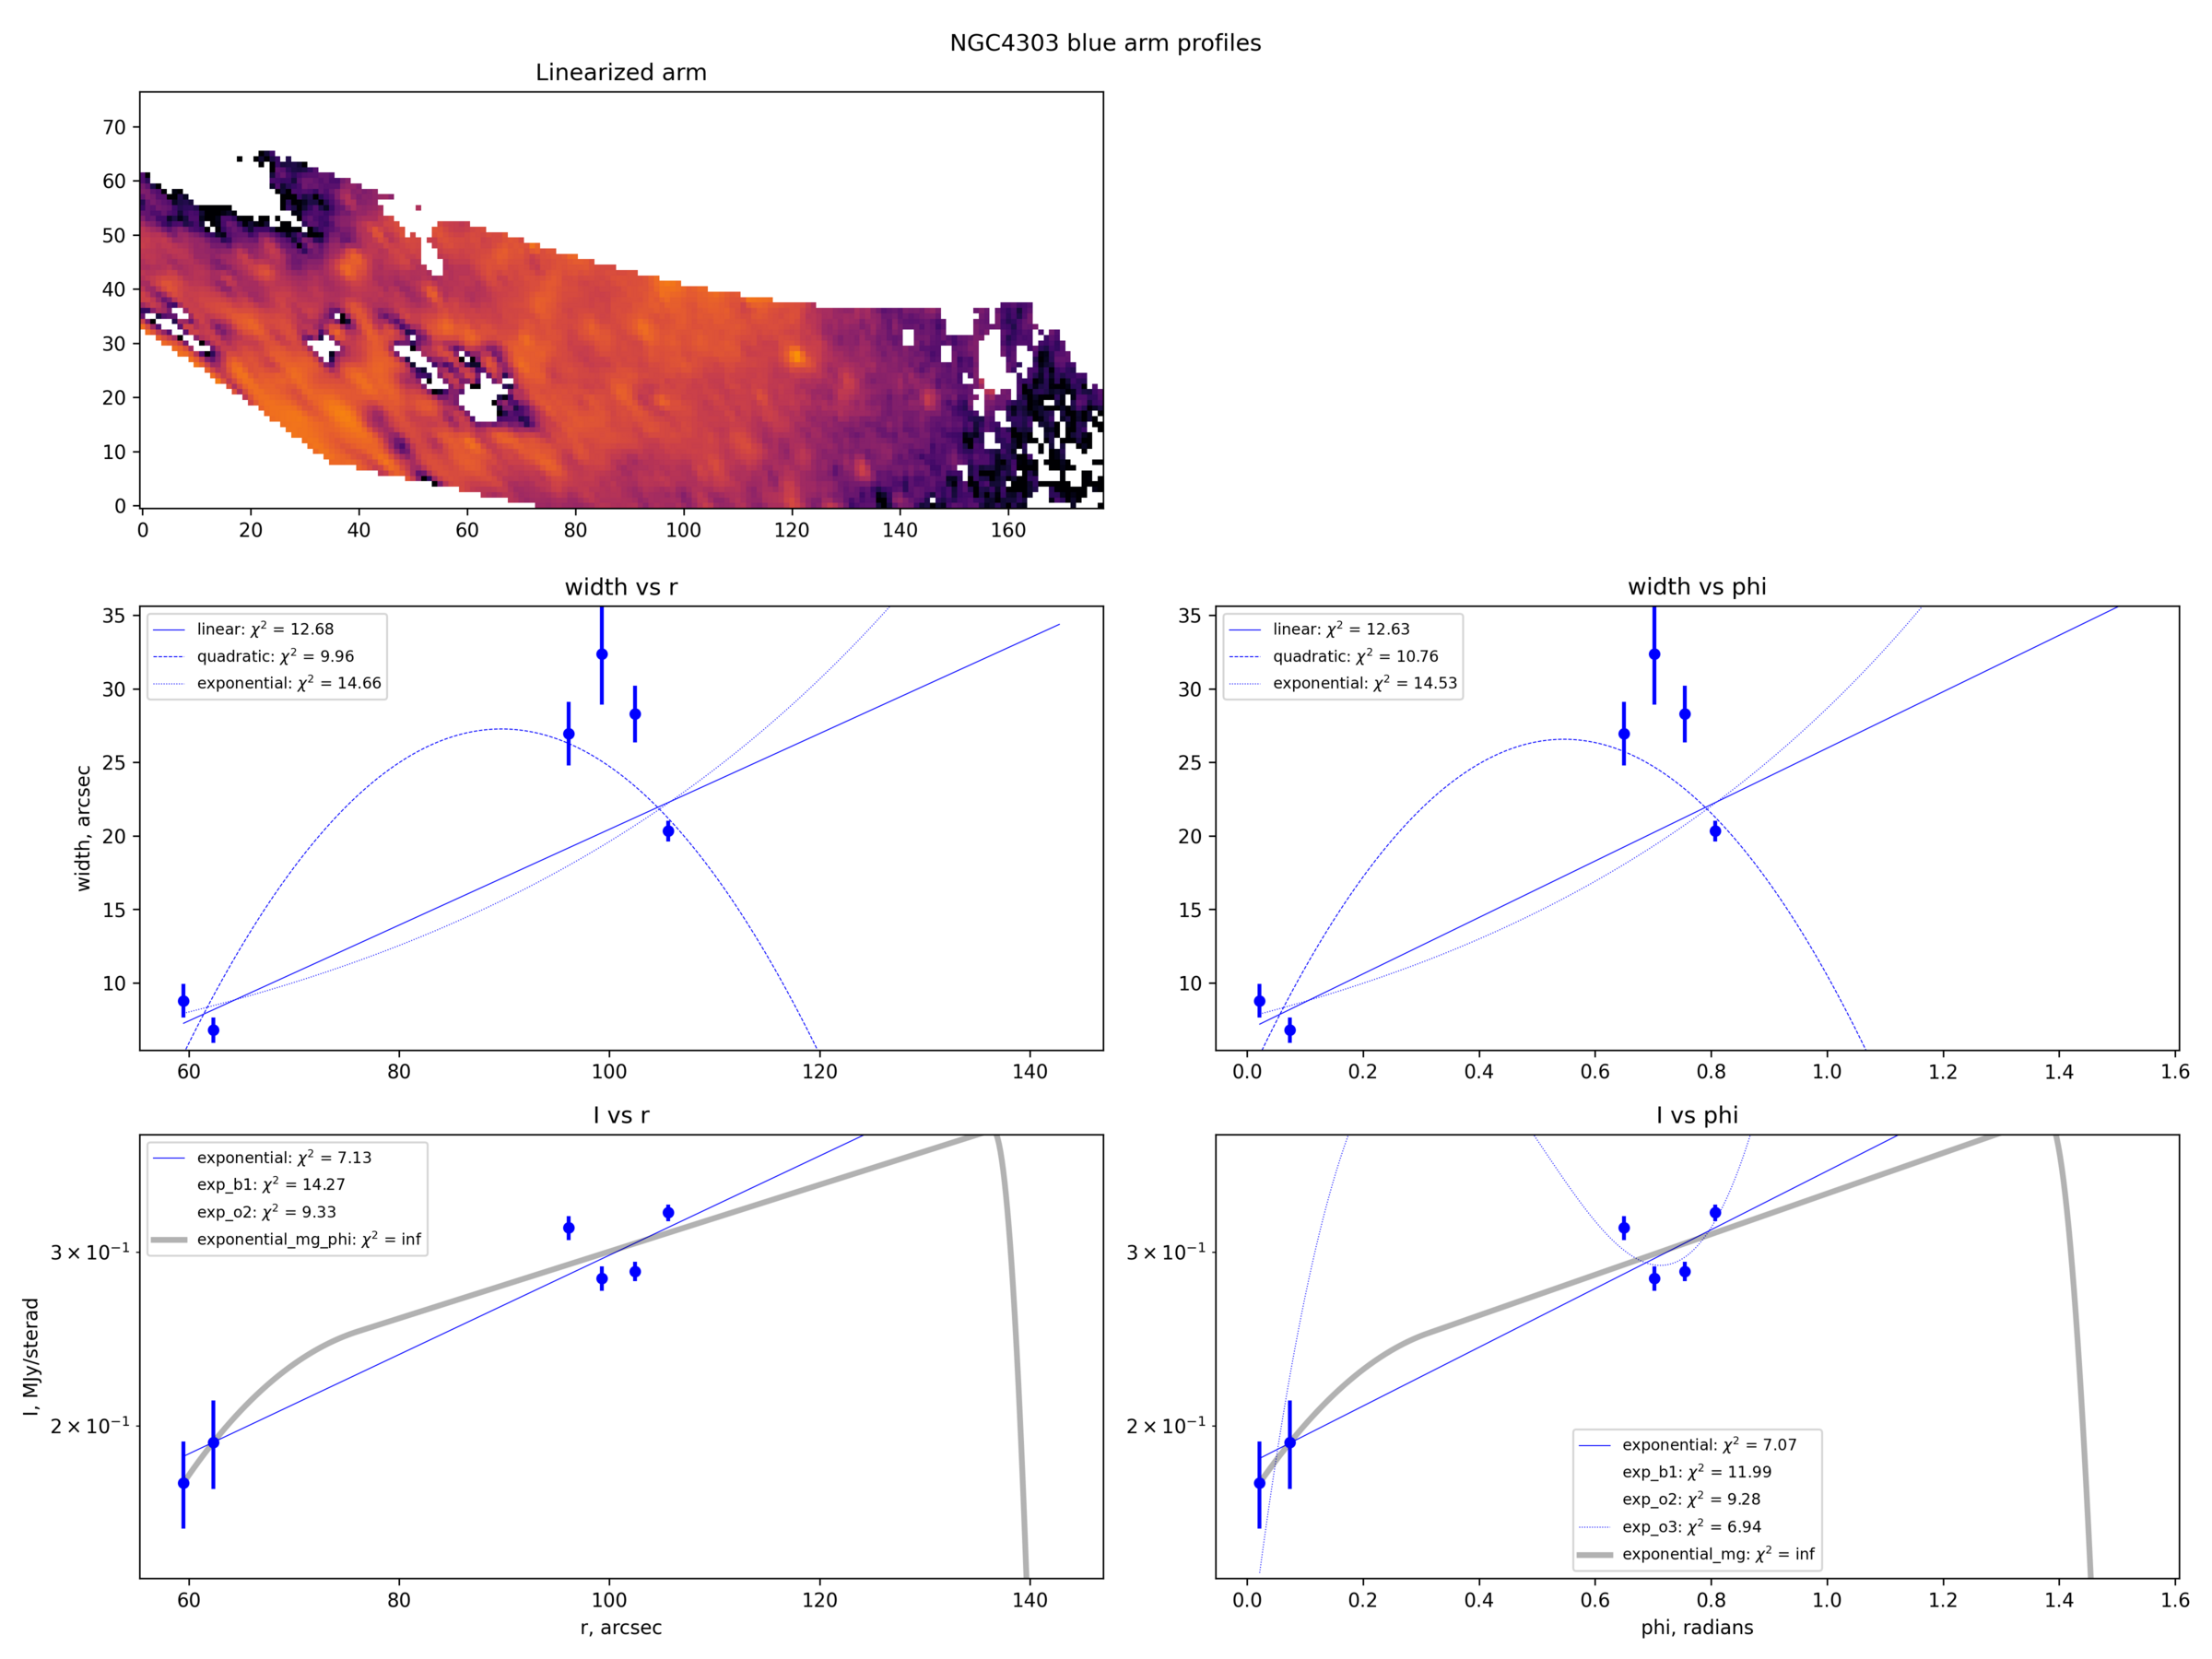 NGC4303 blue arm profiles
Linearized arm
70
60
50
40
30
20
10
0
0 20 40 60 80 100 120 140 160
width vs r
width, arcsec
35
30
25
20
15
10
linear: χ² = 12.68
quadratic: χ² = 9.96
exponential: χ² = 14.66
60 80 100 120 140
width vs phi
35
30
25
20
15
10
linear: χ² = 12.63
quadratic: χ² = 10.76
exponential: χ² = 14.53
0.0 0.2 0.4 0.6 0.8 1.0 1.2 1.4 1.6
I vs r
I, MJy/sterad
3 × 10⁻¹
2 × 10⁻¹
exponential: χ² = 7.13
exp_b1: χ² = 14.27
exp_o2: χ² = 9.33
exponential_mg_phi: χ² = inf
60 80 100 120 140
r, arcsec
I vs phi
3 × 10⁻¹
2 × 10⁻¹
exponential: χ² = 7.07
exp_b1: χ² = 11.99
exp_o2: χ² = 9.28
exp_o3: χ² = 6.94
exponential_mg: χ² = inf
0.0 0.2 0.4 0.6 0.8 1.0 1.2 1.4 1.6
phi, radians